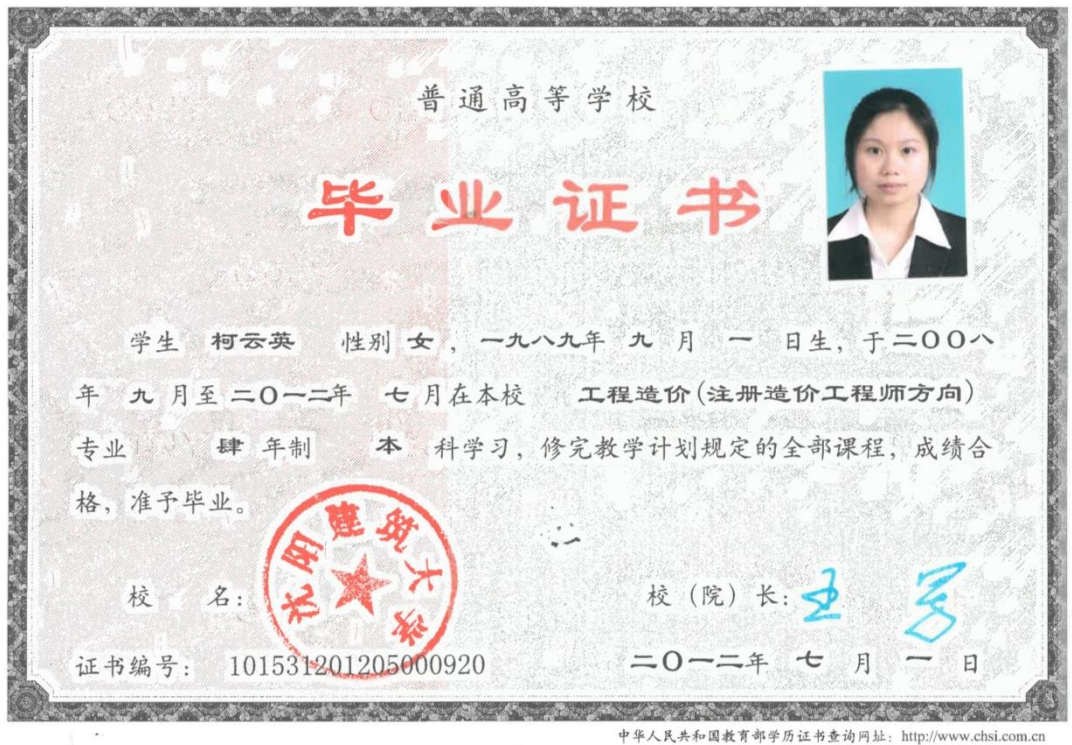 普通高等学校
毕业证书
学生 柯云英 性别 女 ，一九八九年 九 月 一 日生，于二〇〇八
年 九 月至 二〇一二年 七 月在本校 工程造价(注册造价工程师方向)
专业 肆 年制 本 科学习，修完教学计划规定的全部课程，成绩合
格，准予毕业。
沈阳建筑大学
校 名： 校（院）长：
证书编号： 101531201205000920 二〇一二年 七 月 一 日
中华人民共和国教育部学历证书查询网址：http://www.chsi.com.cn